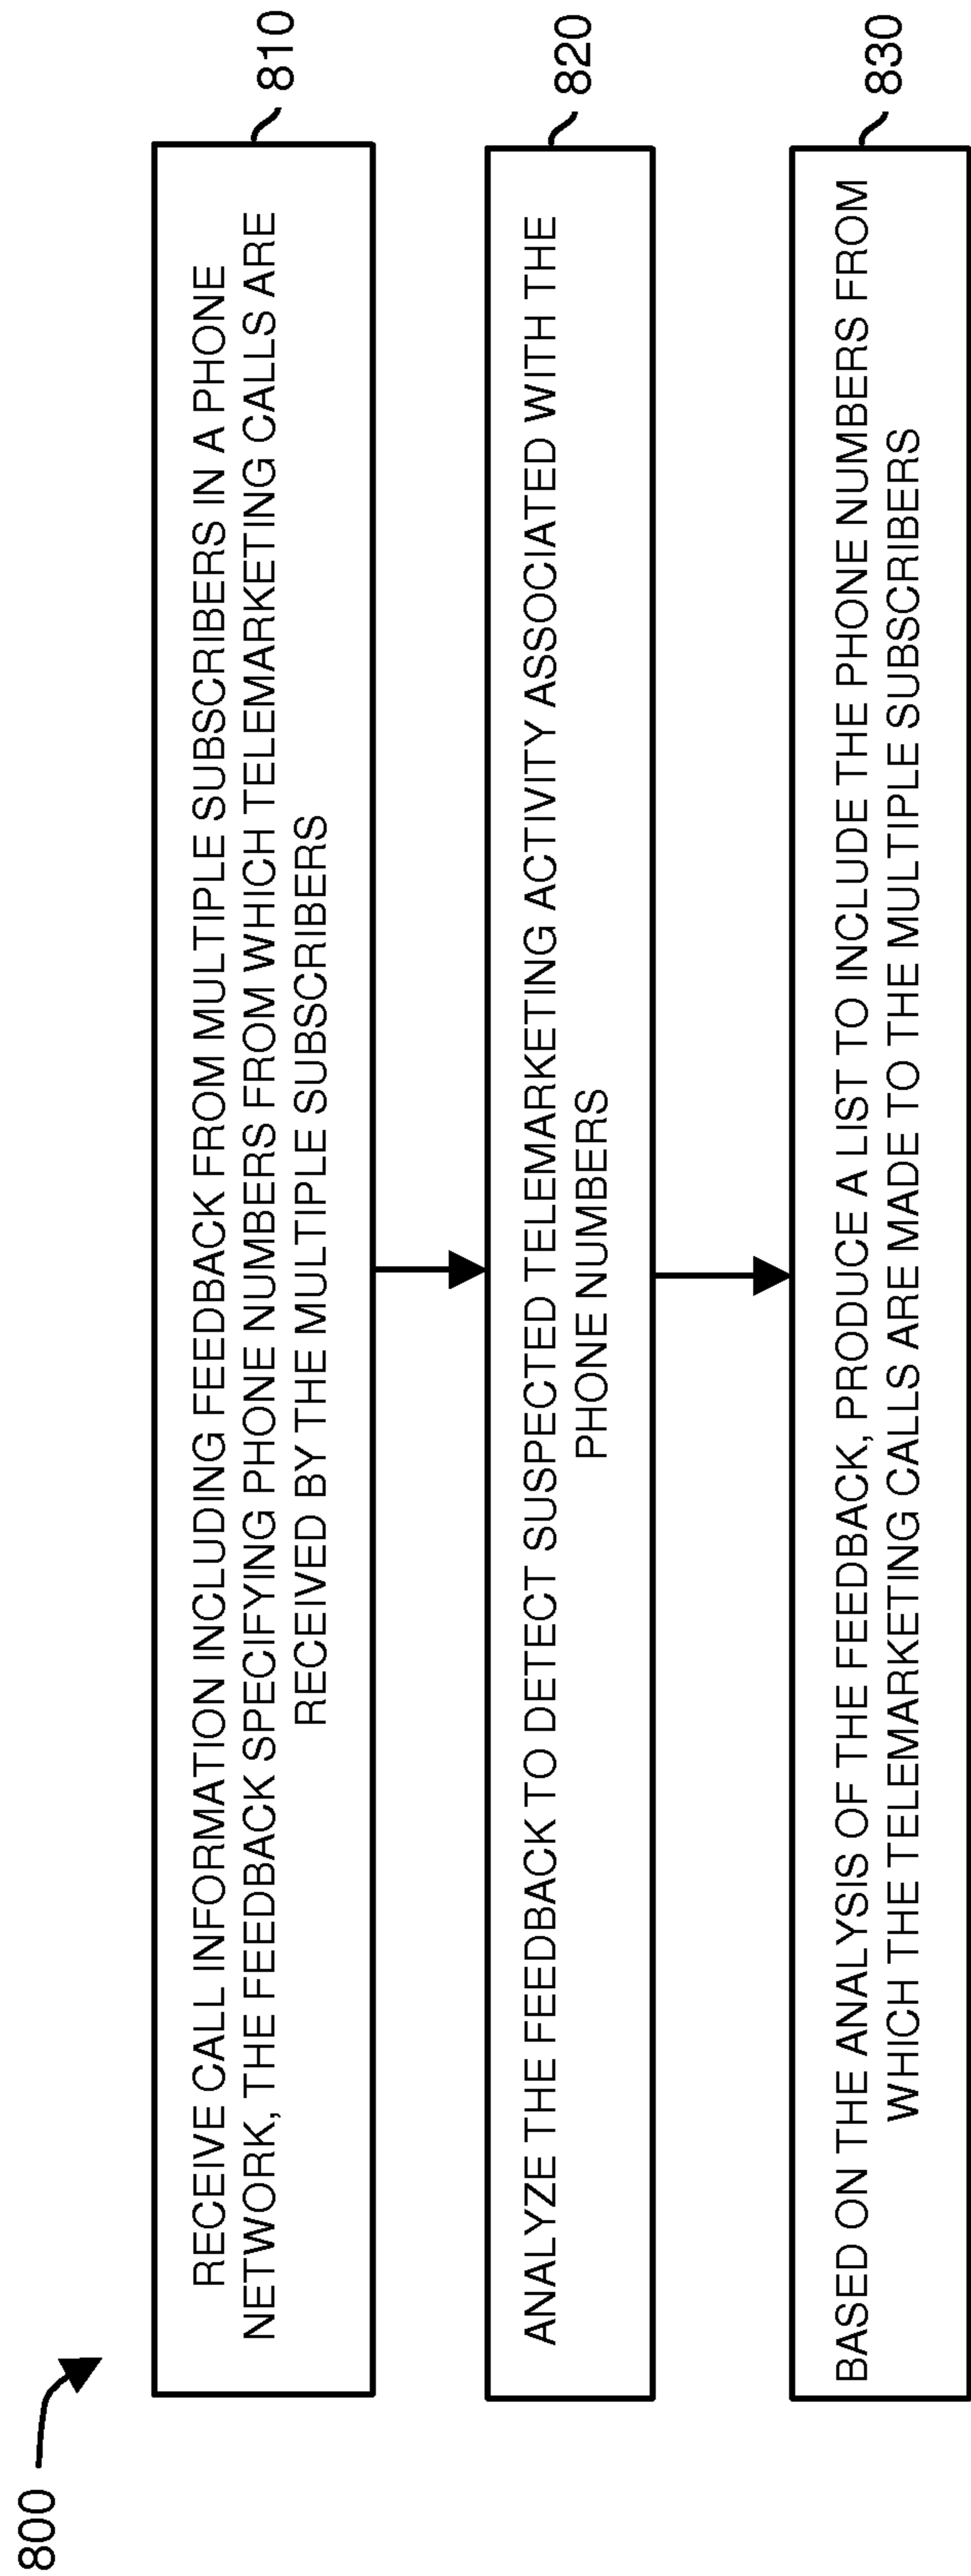 800
RECEIVE CALL INFORMATION INCLUDING FEEDBACK FROM MULTIPLE SUBSCRIBERS IN A PHONE
NETWORK, THE FEEDBACK SPECIFYING PHONE NUMBERS FROM WHICH TELEMARKETING CALLS ARE
RECEIVED BY THE MULTIPLE SUBSCRIBERS
810
ANALYZE THE FEEDBACK TO DETECT SUSPECTED TELEMARKETING ACTIVITY ASSOCIATED WITH THE
PHONE NUMBERS
820
BASED ON THE ANALYSIS OF THE FEEDBACK, PRODUCE A LIST TO INCLUDE THE PHONE NUMBERS FROM
WHICH THE TELEMARKETING CALLS ARE MADE TO THE MULTIPLE SUBSCRIBERS
830